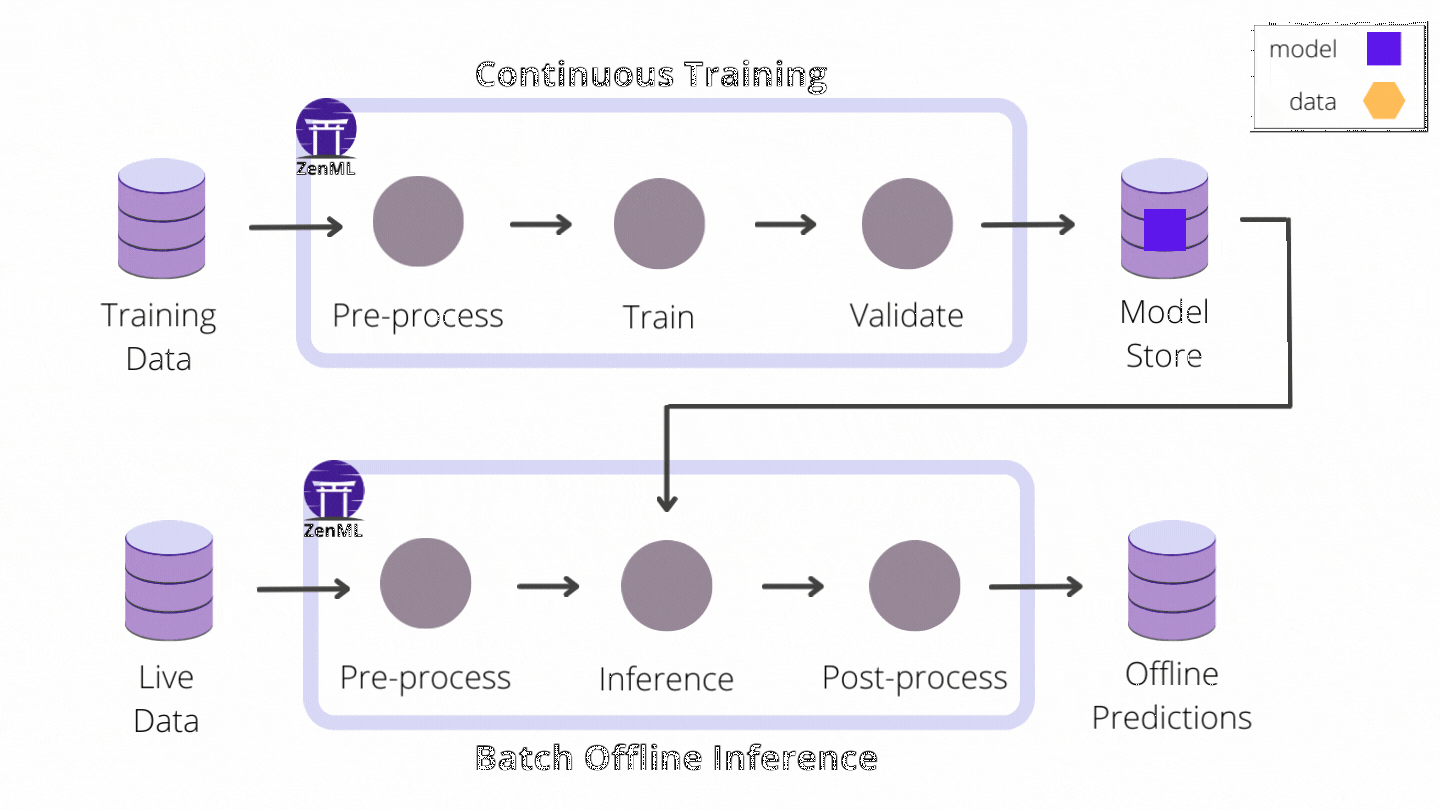 Continuous Training
model
data
ZenML
Training
Data
Pre-process
Train
Validate
Model
Store
ZenML
Live
Data
Pre-process
Inference
Post-process
Offline
Predictions
Batch Offline Inference